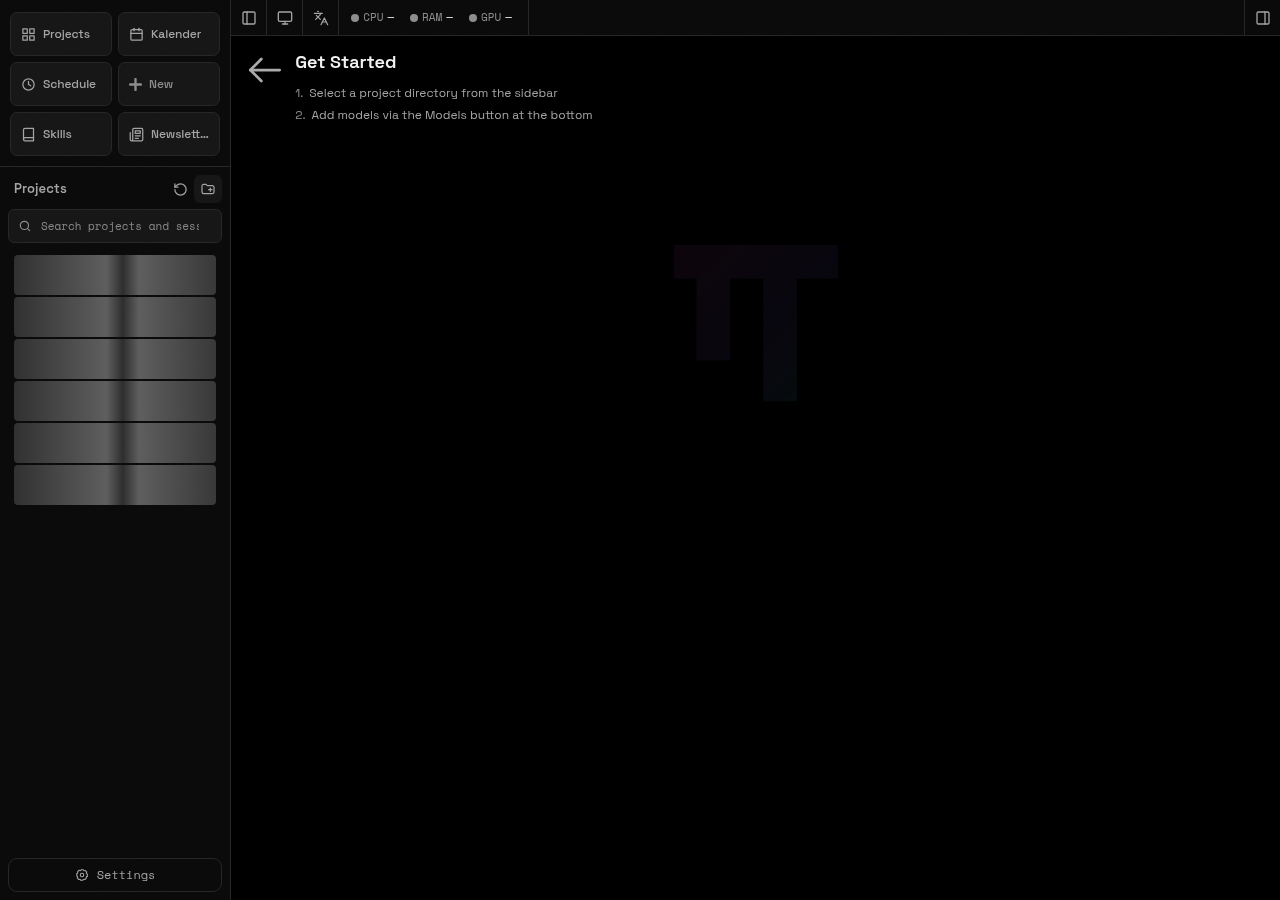 Projects
Kalender
Schedule
New
Skills
Newslett...
Projects
Search projects and sess
Settings
CPU —
RAM —
GPU —
Get Started
1. Select a project directory from the sidebar
2. Add models via the Models button at the bottom